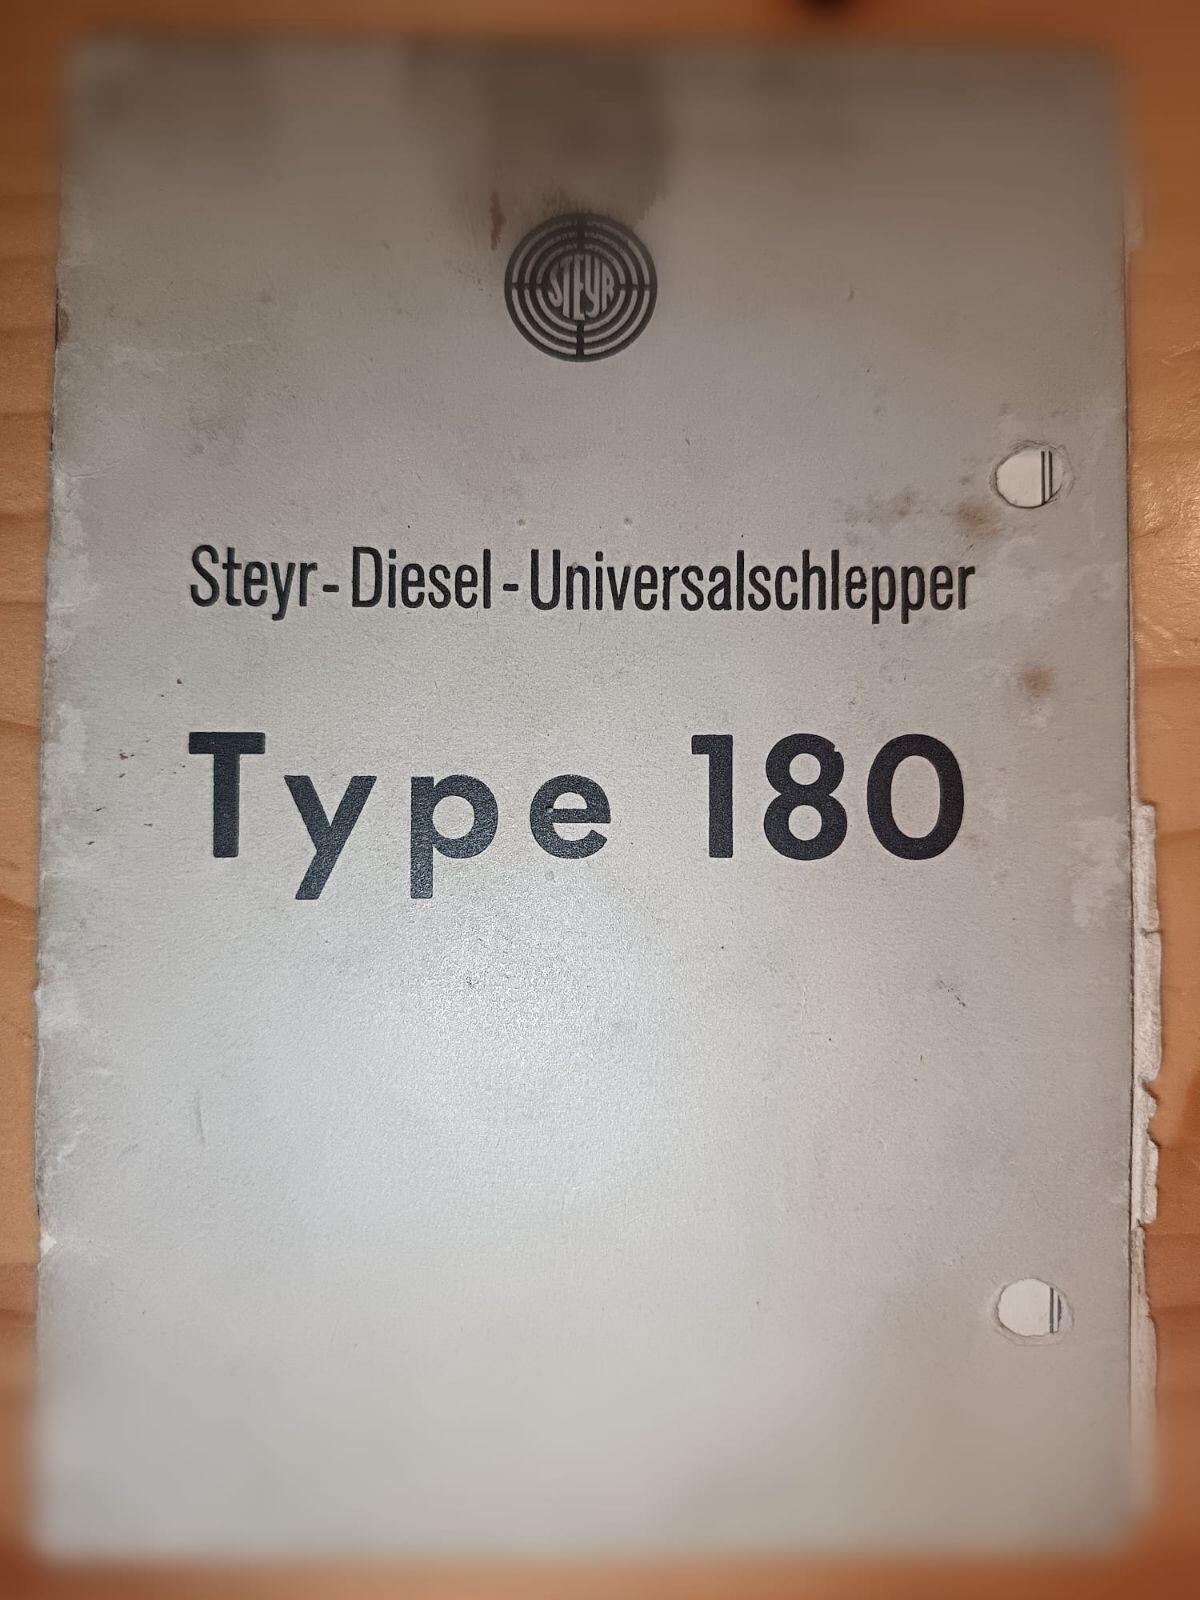 STEYR
Steyr-Diesel-Universalschlepper
Type 180